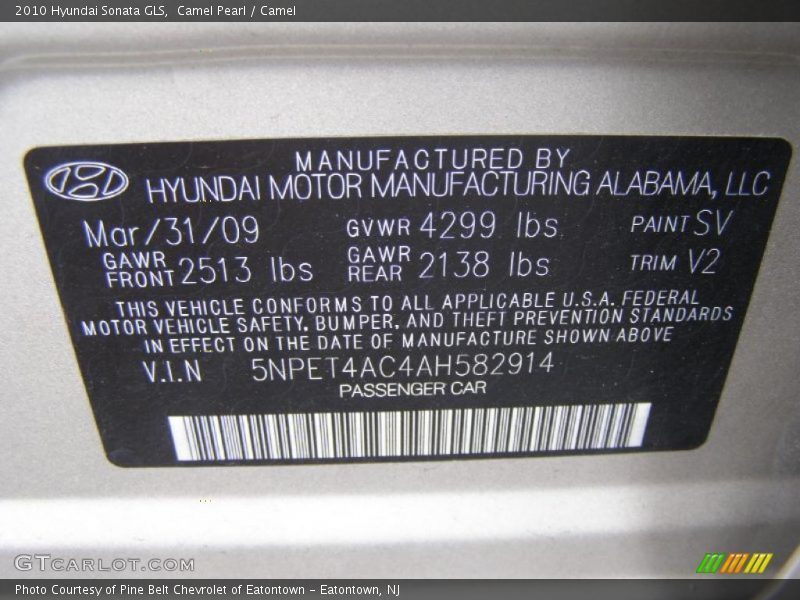 2010 Hyundai Sonata GLS,  Camel Pearl / Camel
MANUFACTURED BY
HYUNDAI MOTOR MANUFACTURING ALABAMA, LLC
Mar/31/09 GVWR 4299 lbs PAINT SV
GAWR FRONT 2513 lbs GAWR REAR 2138 lbs TRIM V2
THIS VEHICLE CONFORMS TO ALL APPLICABLE U.S.A. FEDERAL
MOTOR VEHICLE SAFETY, BUMPER, AND THEFT PREVENTION STANDARDS
IN EFFECT ON THE DATE OF MANUFACTURE SHOWN ABOVE
V.I.N 5NPET4AC4AH582914
PASSENGER CAR
GTCARLOT.COM
Photo Courtesy of Pine Belt Chevrolet of Eatontown – Eatontown, NJ